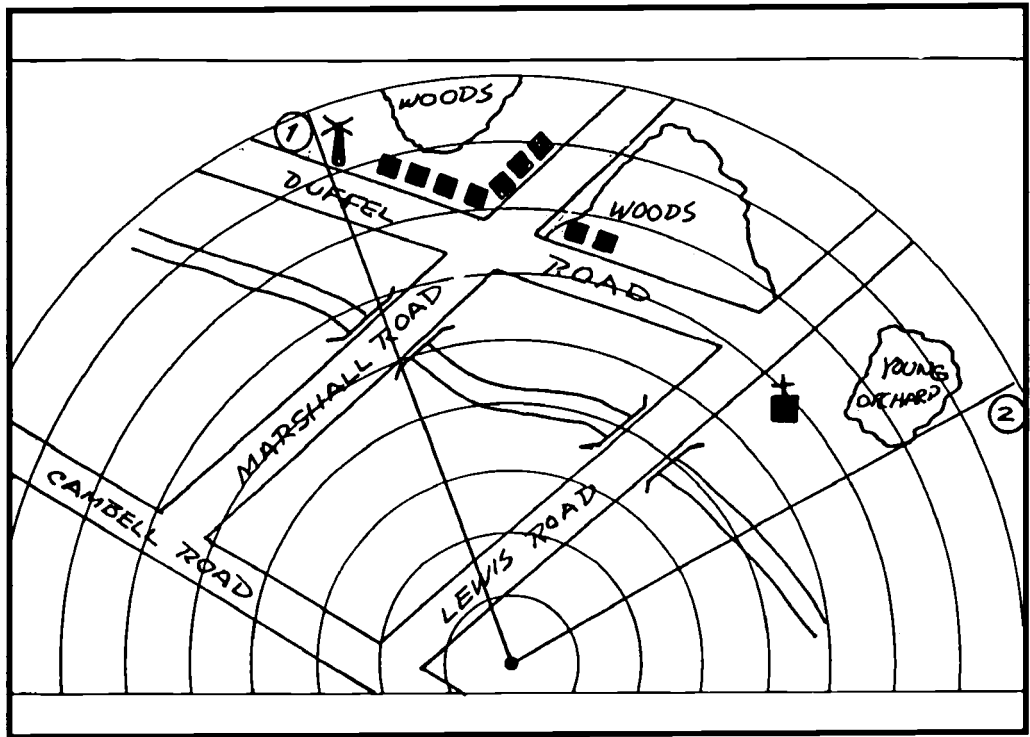 WOODS
1
DUFFEL
WOODS
ROAD
MARSHALL ROAD
YOUNG
ORCHARD
2
CAMBELL ROAD
LEWIS ROAD